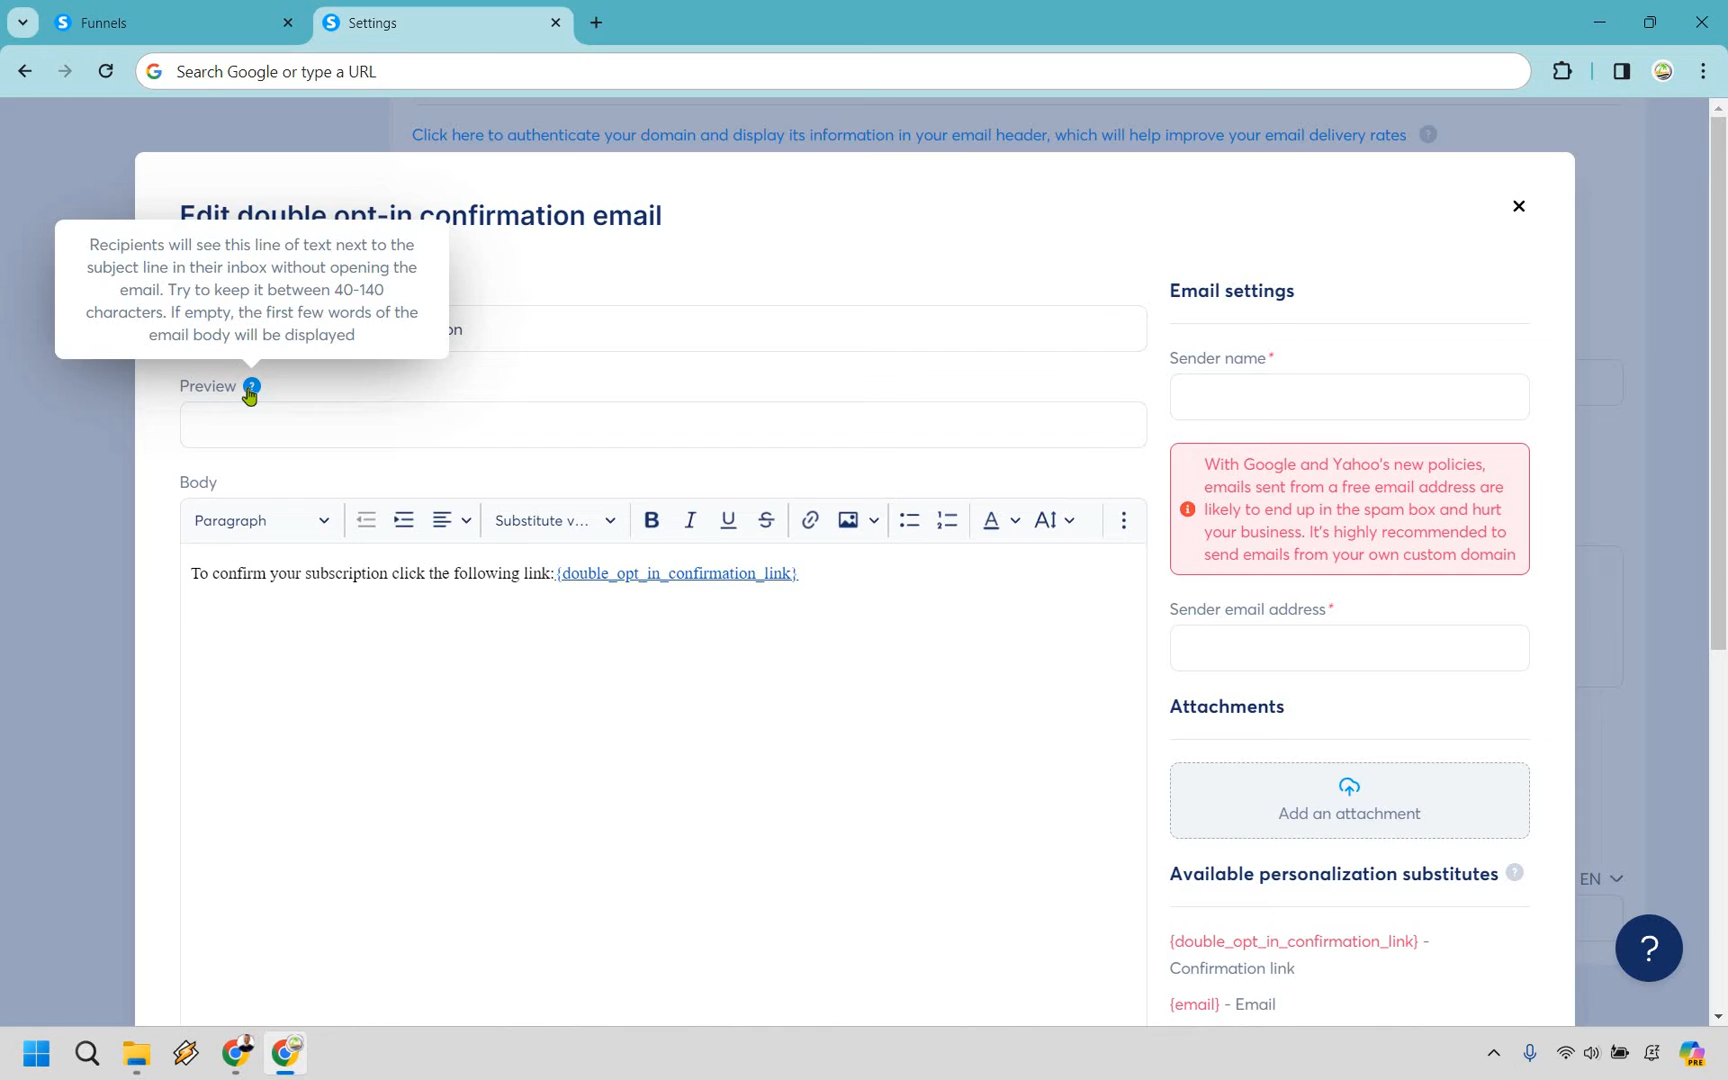 Funnels
Settings
Search Google or type a URL
Click here to authenticate your domain and display its information in your email header, which will help improve your email delivery rates ?
Edit double opt-in confirmation email
Recipients will see this line of text next to the
subject line in their inbox without opening the
email. Try to keep it between 40-140
characters. If empty, the first few words of the
email body will be displayed
on
Preview ?
Body
Paragraph
Substitute v...
B I U S
A
AI
To confirm your subscription click the following link: {double_opt_in_confirmation_link}
Email settings
Sender name*
With Google and Yahoo's new policies,
emails sent from a free email address are
likely to end up in the spam box and hurt
your business. It's highly recommended to
send emails from your own custom domain
Sender email address*
Attachments
Add an attachment
Available personalization substitutes ?
{double_opt_in_confirmation_link} -
Confirmation link
{email} - Email
EN
?
PRE